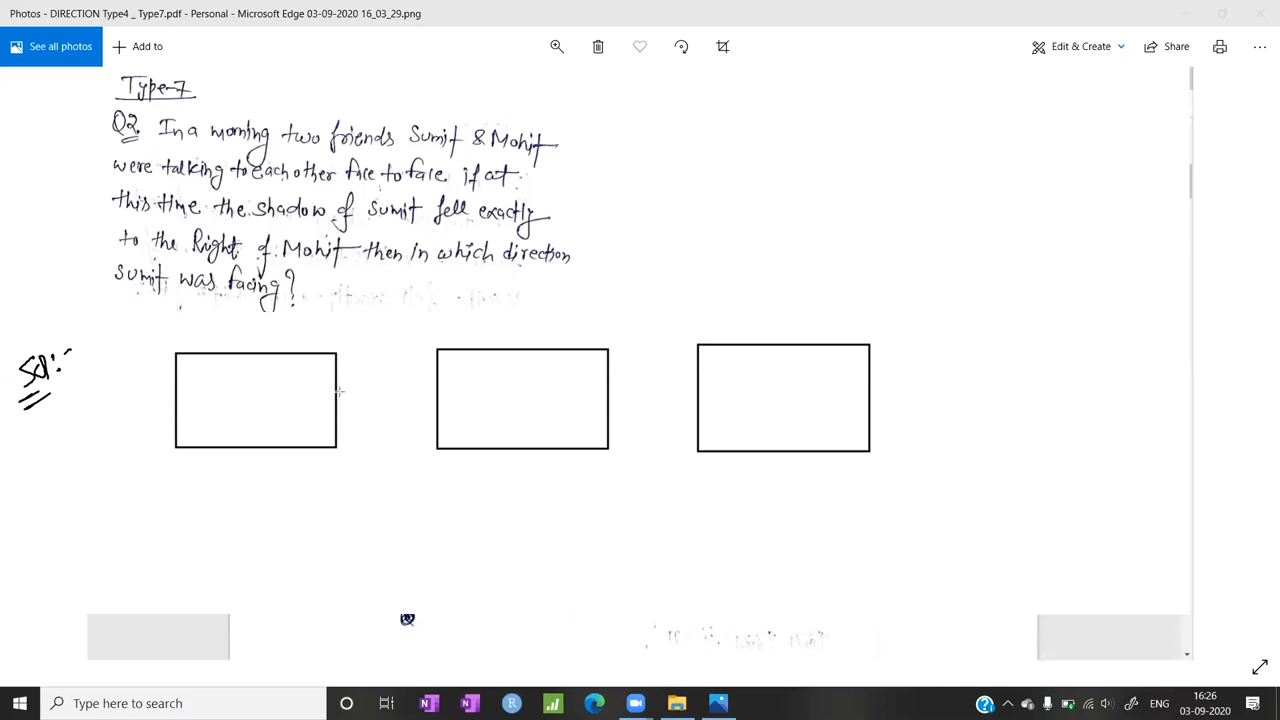 Photos - DIRECTION Type4 _ Type7.pdf - Personal - Microsoft Edge 03-09-2020 16_03_29.png
See all photos
Add to
Edit & Create
Share
Type-7
Q2. In a morning two friends Sumit & Mohit
were talking to each other face to face if at
this time the shadow of Sumit fell exactly
to the Right of Mohit then in which direction
Sumit was facing?
Sol:-
Type here to search
ENG
16:26
03-09-2020